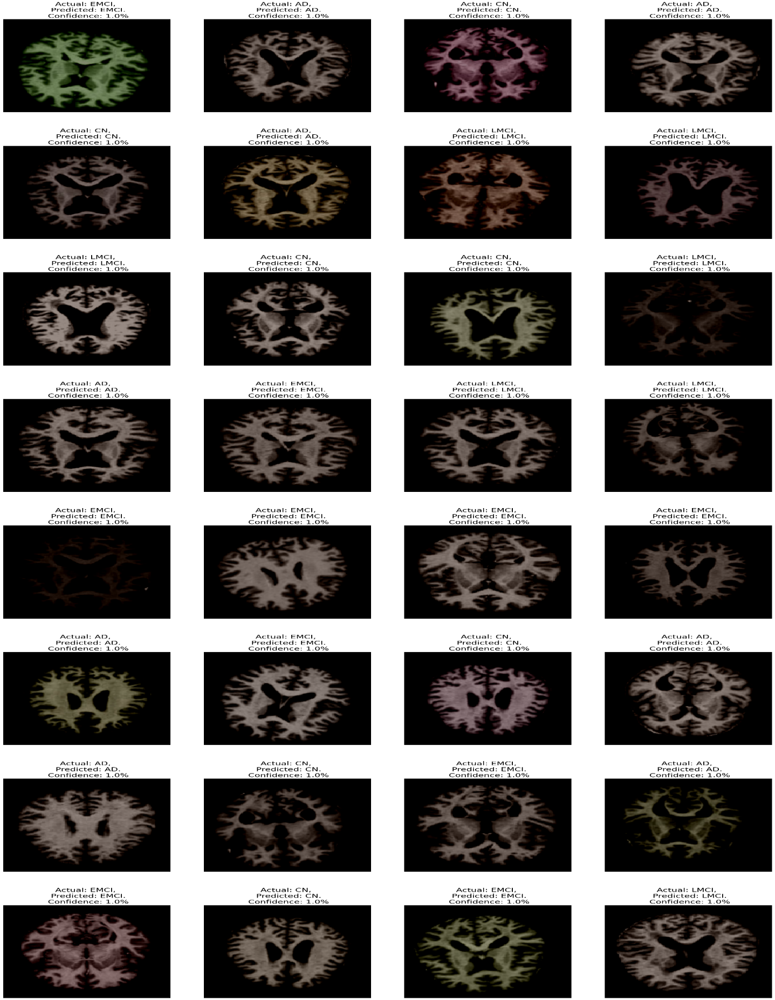 Actual: EMCI,
Predicted: EMCI.
Confidence: 1.0%
Actual: AD,
Predicted: AD.
Confidence: 1.0%
Actual: CN,
Predicted: CN.
Confidence: 1.0%
Actual: AD,
Predicted: AD.
Confidence: 1.0%
Actual: CN,
Predicted: CN.
Confidence: 1.0%
Actual: AD,
Predicted: AD.
Confidence: 1.0%
Actual: LMCI,
Predicted: LMCI.
Confidence: 1.0%
Actual: LMCI,
Predicted: LMCI.
Confidence: 1.0%
Actual: LMCI,
Predicted: LMCI.
Confidence: 1.0%
Actual: CN,
Predicted: CN.
Confidence: 1.0%
Actual: CN,
Predicted: CN.
Confidence: 1.0%
Actual: LMCI,
Predicted: LMCI.
Confidence: 1.0%
Actual: AD,
Predicted: AD.
Confidence: 1.0%
Actual: EMCI,
Predicted: EMCI.
Confidence: 1.0%
Actual: LMCI,
Predicted: LMCI.
Confidence: 1.0%
Actual: LMCI,
Predicted: LMCI.
Confidence: 1.0%
Actual: EMCI,
Predicted: EMCI.
Confidence: 1.0%
Actual: EMCI,
Predicted: EMCI.
Confidence: 1.0%
Actual: EMCI,
Predicted: EMCI.
Confidence: 1.0%
Actual: EMCI,
Predicted: EMCI.
Confidence: 1.0%
Actual: AD,
Predicted: AD.
Confidence: 1.0%
Actual: EMCI,
Predicted: EMCI.
Confidence: 1.0%
Actual: CN,
Predicted: CN.
Confidence: 1.0%
Actual: AD,
Predicted: AD.
Confidence: 1.0%
Actual: AD,
Predicted: AD.
Confidence: 1.0%
Actual: CN,
Predicted: CN.
Confidence: 1.0%
Actual: EMCI,
Predicted: EMCI.
Confidence: 1.0%
Actual: AD,
Predicted: AD.
Confidence: 1.0%
Actual: EMCI,
Predicted: EMCI.
Confidence: 1.0%
Actual: CN,
Predicted: CN.
Confidence: 1.0%
Actual: EMCI,
Predicted: EMCI.
Confidence: 1.0%
Actual: LMCI,
Predicted: LMCI.
Confidence: 1.0%